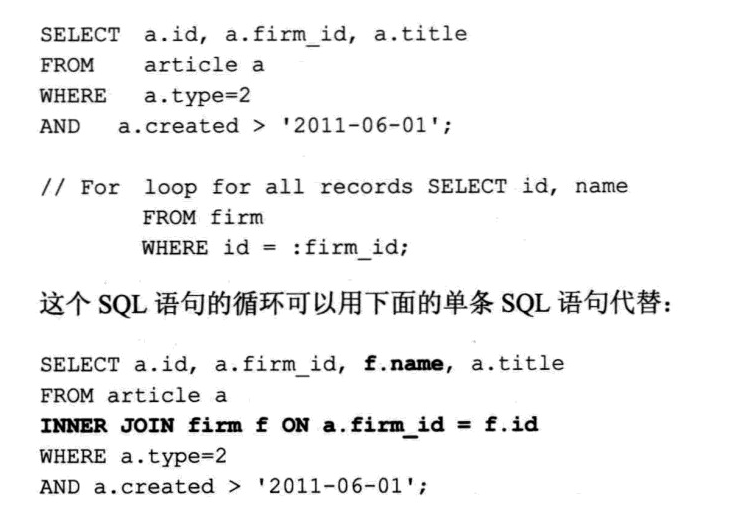 SELECT  a.id, a.firm_id, a.title
FROM    article a
WHERE   a.type=2
AND   a.created > '2011-06-01';
// For  loop for all records SELECT id, name
        FROM firm
        WHERE id = :firm_id;
这个 SQL 语句的循环可以用下面的单条 SQL 语句代替：
SELECT a.id, a.firm_id, f.name, a.title
FROM article a
INNER JOIN firm f ON a.firm_id = f.id
WHERE a.type=2
AND a.created > '2011-06-01';